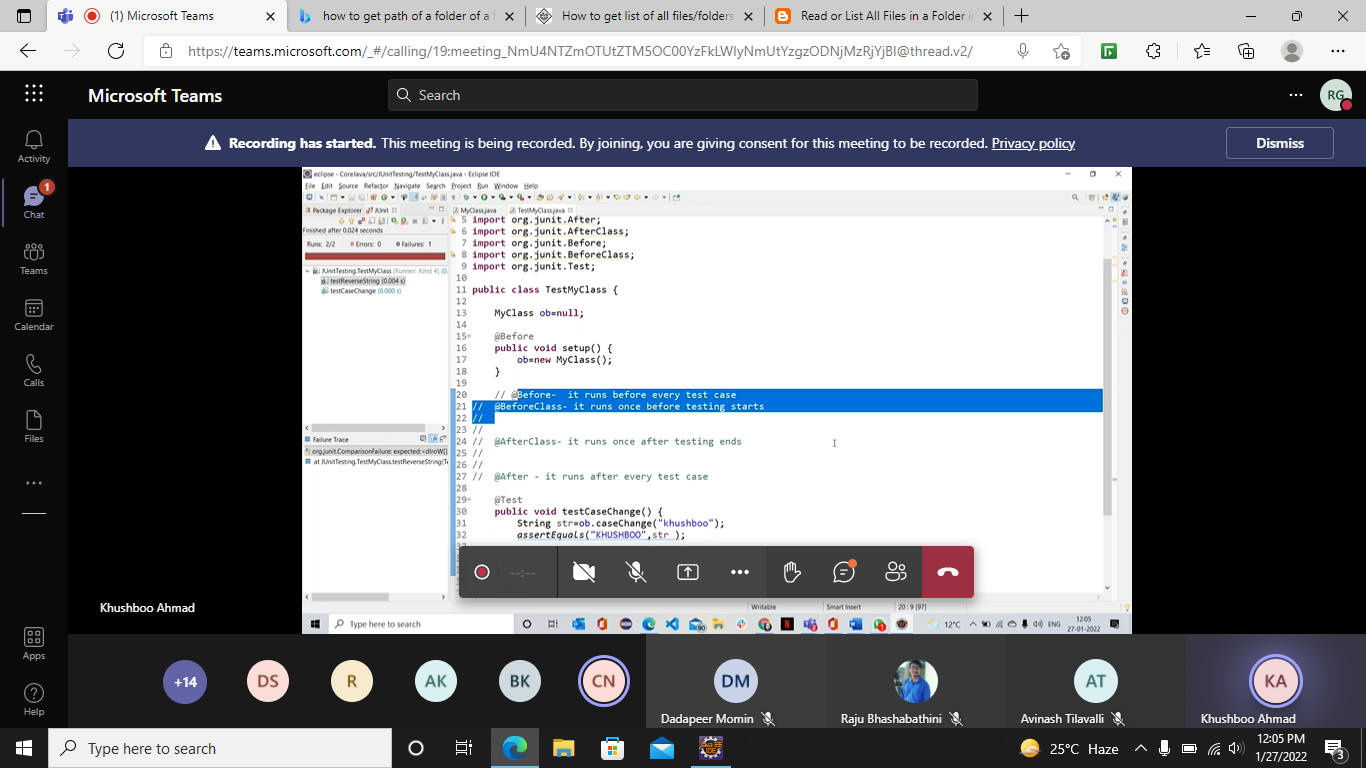 (1) Microsoft Teams
how to get path of a folder of a f
How to get list of all files/folders
Read or List All Files in a Folder i
https://teams.microsoft.com/_#/calling/19:meeting_NmU4NTZmOTUtZTM5OC00YzFkLWIyNmUtYzgzODNjMzRjYjBl@thread.v2/
Microsoft Teams
Search
RG
Recording has started. This meeting is being recorded. By joining, you are giving consent for this meeting to be recorded. Privacy policy
Dismiss
Activity
1
Chat
Teams
Calendar
Calls
Files
Apps
Help
eclipse - CoreJava/src/JUnitTesting/TestMyClass.java - Eclipse IDE
File Edit Source Refactor Navigate Search Project Run Window Help
Package Explorer JUnit
Finished after 0.024 seconds
Runs: 2/2 Errors: 0 Failures: 1
JUnitTesting.TestMyClass [Runner: JUnit 4] (0.
testReverseString (0.004 s)
testCaseChange (0.000 s)
Failure Trace
org.junit.ComparisonFailure: expected:<dlroW[]
at JUnitTesting.TestMyClass.testReverseString(T
MyClass.java TestMyClass.java
5 import org.junit.After;
6 import org.junit.AfterClass;
7 import org.junit.Before;
8 import org.junit.BeforeClass;
9 import org.junit.Test;
10
11 public class TestMyClass {
12
13 MyClass ob=null;
14
15 @Before
16 public void setup() {
17 ob=new MyClass();
18 }
19
20 // @Before- it runs before every test case
21 // @BeforeClass- it runs once before testing starts
22 //
23 //
24 // @AfterClass- it runs once after testing ends
25 //
26 //
27 // @After - it runs after every test case
28
29 @Test
30 public void testCaseChange() {
31 String str=ob.caseChange("khushboo");
32 assertEquals("KHUSHBOO",str );
--:--
Writable Smart Insert 20 : 9 [97]
Type here to search
12°C
ENG
12:05
27-01-2022
Khushboo Ahmad
+14
DS
R
AK
BK
CN
DM
Dadapeer Momin
Raju Bhashabathini
AT
Avinash Tilavalli
KA
Khushboo Ahmad
Type here to search
25°C Haze
12:05 PM
1/27/2022
3